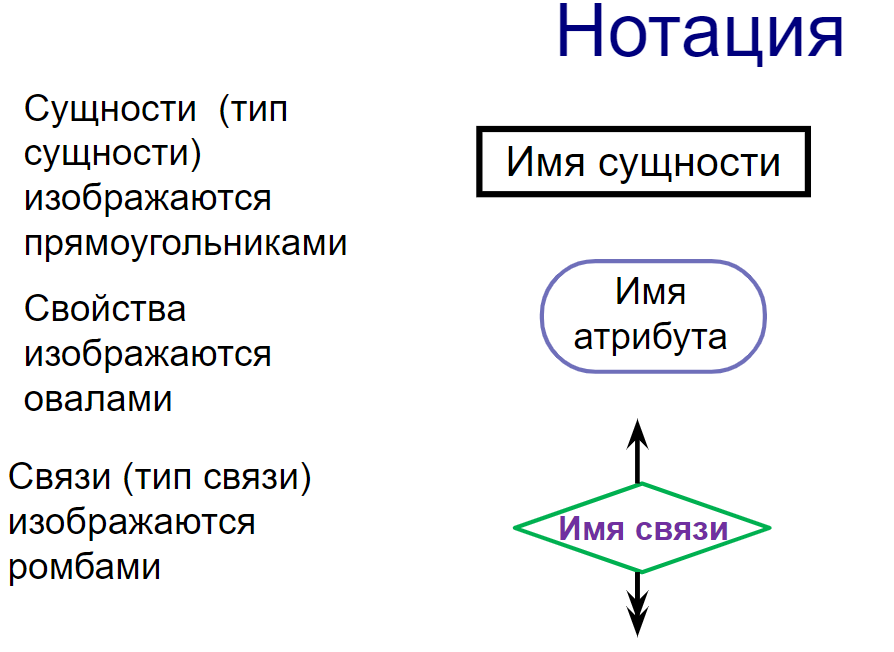 Нотация
Сущности (тип
сущности)
изображаются
прямоугольниками
Имя сущности
Свойства
изображаются
овалами
Имя
атрибута
Связи (тип связи)
изображаются
ромбами
Имя связи